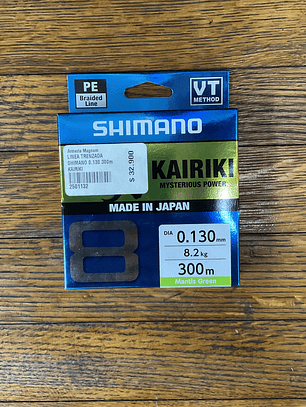 PE
Braided
Line
VT
METHOD
SHIMANO
Armeria Magnum
LINEA TRENZADA
SHIMANO 0.130 300m
KAIRIKI
2501132
$ 32.900
KAIRIKI
MYSTERIOUS POWER
MADE IN JAPAN
8
DIA 0.130mm
8.2kg
300m
Mantis Green